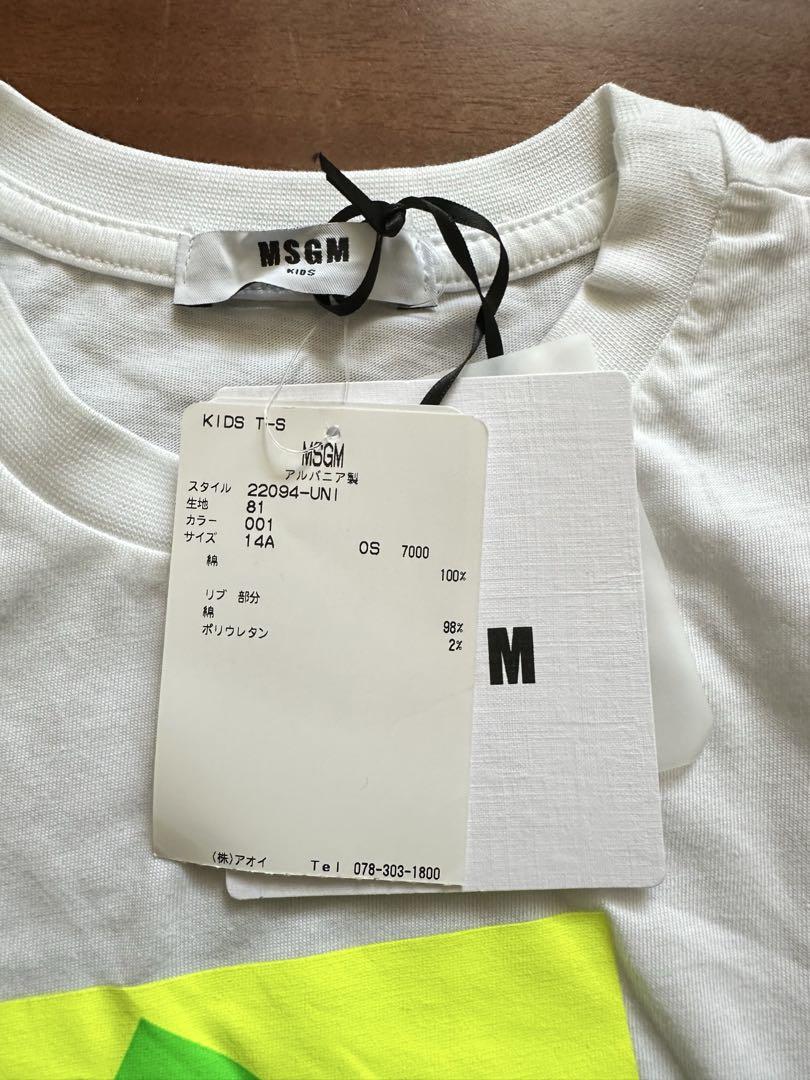 MSGM
KIDS
KIDS T-S
MSGM
アルバニア製
スタイル 22094-UNI
生地 81
カラー 001
サイズ 14A OS 7000
綿 100%
リブ 部分
綿 98%
ポリウレタン 2%
(株)アオイ Tel 078-303-1800
M